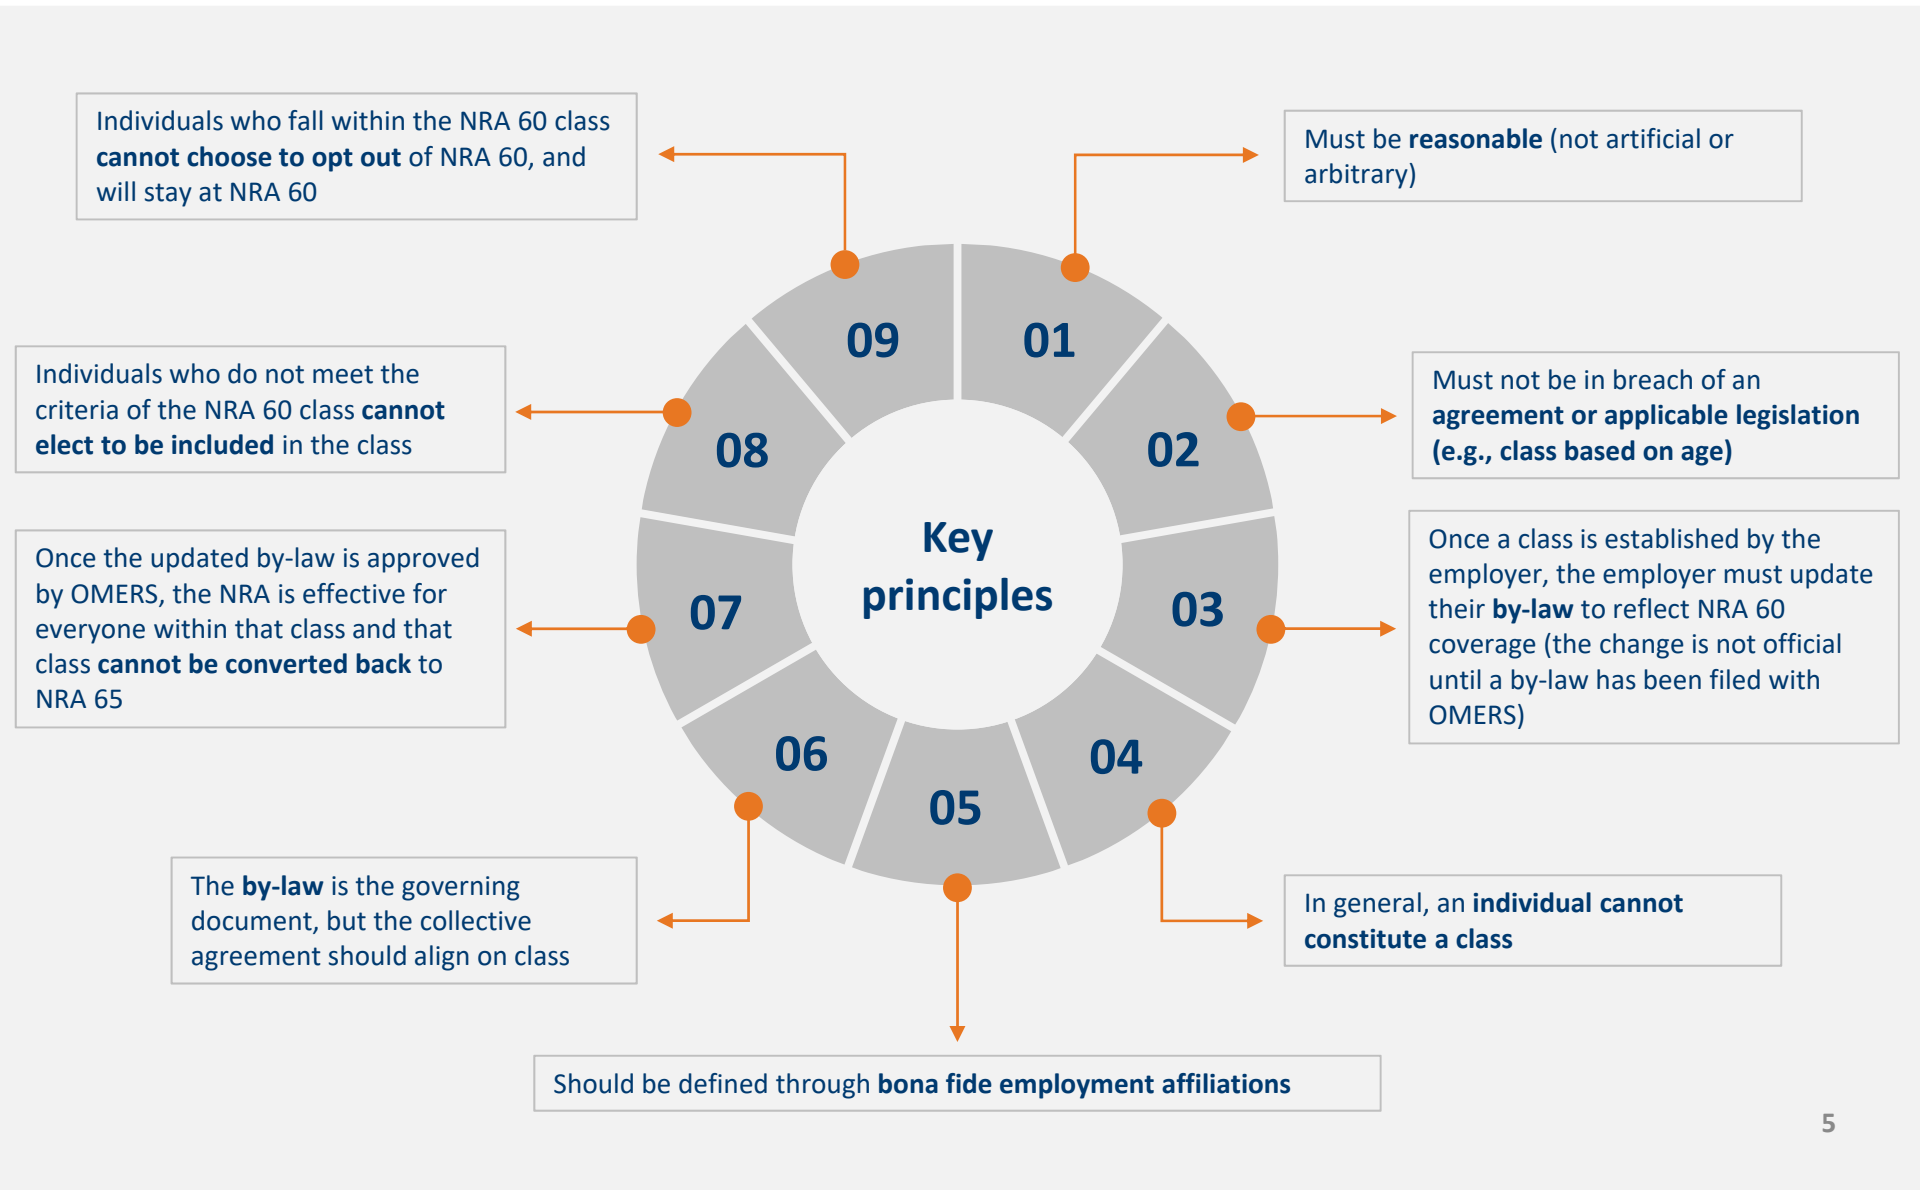 Individuals who fall within the NRA 60 class
cannot choose to opt out of NRA 60, and
will stay at NRA 60
Must be reasonable (not artificial or
arbitrary)
09
01
Individuals who do not meet the
criteria of the NRA 60 class cannot
elect to be included in the class
08
02
Must not be in breach of an
agreement or applicable legislation
(e.g., class based on age)
Key
principles
Once the updated by-law is approved
by OMERS, the NRA is effective for
everyone within that class and that
class cannot be converted back to
NRA 65
07
03
Once a class is established by the
employer, the employer must update
their by-law to reflect NRA 60
coverage (the change is not official
until a by-law has been filed with
OMERS)
06
04
05
The by-law is the governing
document, but the collective
agreement should align on class
In general, an individual cannot
constitute a class
Should be defined through bona fide employment affiliations
5